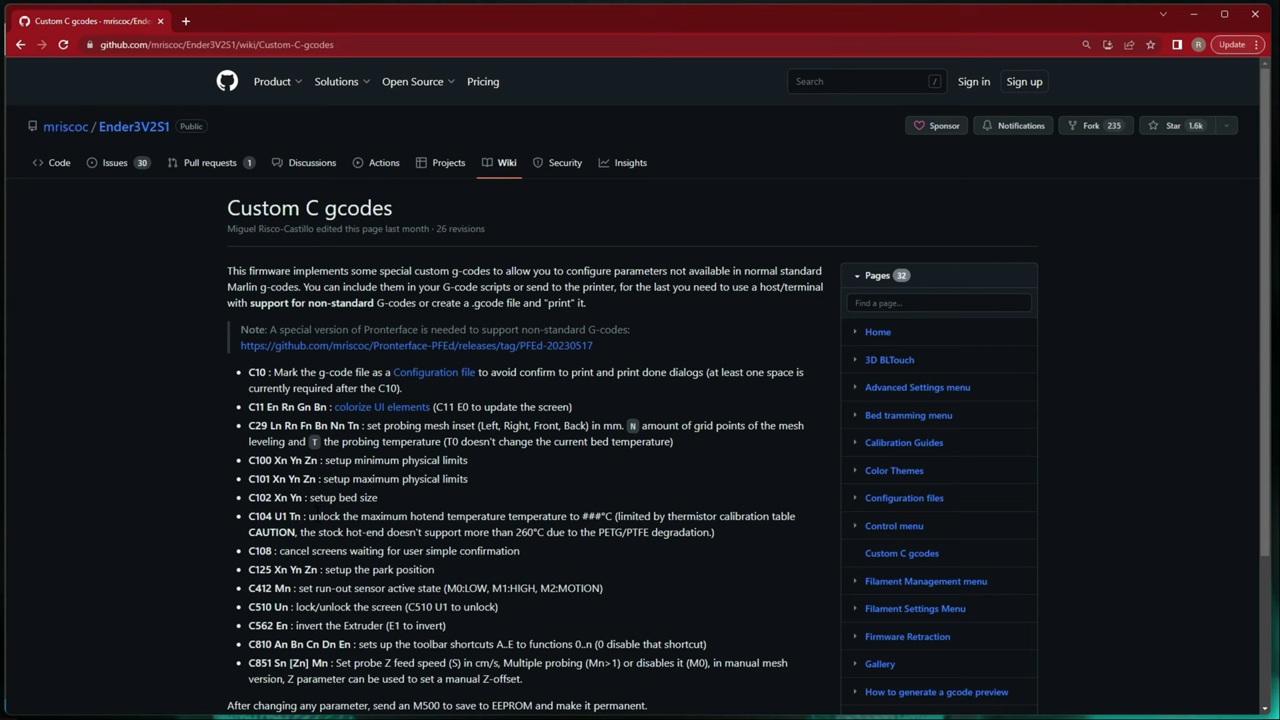 Custom C gcodes - mriscoc/Ende
github.com/mriscoc/Ender3V2S1/wiki/Custom-C-gcodes
R
Update
Product
Solutions
Open Source
Pricing
Search
/
Sign in
Sign up
mriscoc / Ender3V2S1
Public
Sponsor
Notifications
Fork 235
Star 1.6k
Code
Issues 30
Pull requests 1
Discussions
Actions
Projects
Wiki
Security
Insights
Custom C gcodes
Miguel Risco-Castillo edited this page last month · 26 revisions
This firmware implements some special custom g-codes to allow you to configure parameters not available in normal standard
Marlin g-codes. You can include them in your G-code scripts or send to the printer, for the last you need to use a host/terminal
with support for non-standard G-codes or create a .gcode file and "print" it.
Note: A special version of Pronterface is needed to support non-standard G-codes:
https://github.com/mriscoc/Pronterface-PFEd/releases/tag/PFEd-20230517
• C10 : Mark the g-code file as a Configuration file to avoid confirm to print and print done dialogs (at least one space is
currently required after the C10).
• C11 En Rn Gn Bn : colorize UI elements (C11 E0 to update the screen)
• C29 Ln Rn Fn Bn Nn Tn : set probing mesh inset (Left, Right, Front, Back) in mm. N amount of grid points of the mesh
leveling and T the probing temperature (T0 doesn't change the current bed temperature)
• C100 Xn Yn Zn : setup minimum physical limits
• C101 Xn Yn Zn : setup maximum physical limits
• C102 Xn Yn : setup bed size
• C104 U1 Tn : unlock the maximum hotend temperature temperature to ###°C (limited by thermistor calibration table
CAUTION, the stock hot-end doesn't support more than 260°C due to the PETG/PTFE degradation.)
• C108 : cancel screens waiting for user simple confirmation
• C125 Xn Yn Zn : setup the park position
• C412 Mn : set run-out sensor active state (M0:LOW, M1:HIGH, M2:MOTION)
• C510 Un : lock/unlock the screen (C510 U1 to unlock)
• C562 En : invert the Extruder (E1 to invert)
• C810 An Bn Cn Dn En : sets up the toolbar shortcuts A..E to functions 0..n (0 disable that shortcut)
• C851 Sn [Zn] Mn : Set probe Z feed speed (S) in cm/s, Multiple probing (Mn>1) or disables it (M0), in manual mesh
version, Z parameter can be used to set a manual Z-offset.
After changing any parameter, send an M500 to save to EEPROM and make it permanent.
Pages 32
Find a page...
Home
3D BLTouch
Advanced Settings menu
Bed tramming menu
Calibration Guides
Color Themes
Configuration files
Control menu
Custom C gcodes
Filament Management menu
Filament Settings Menu
Firmware Retraction
Gallery
How to generate a gcode preview